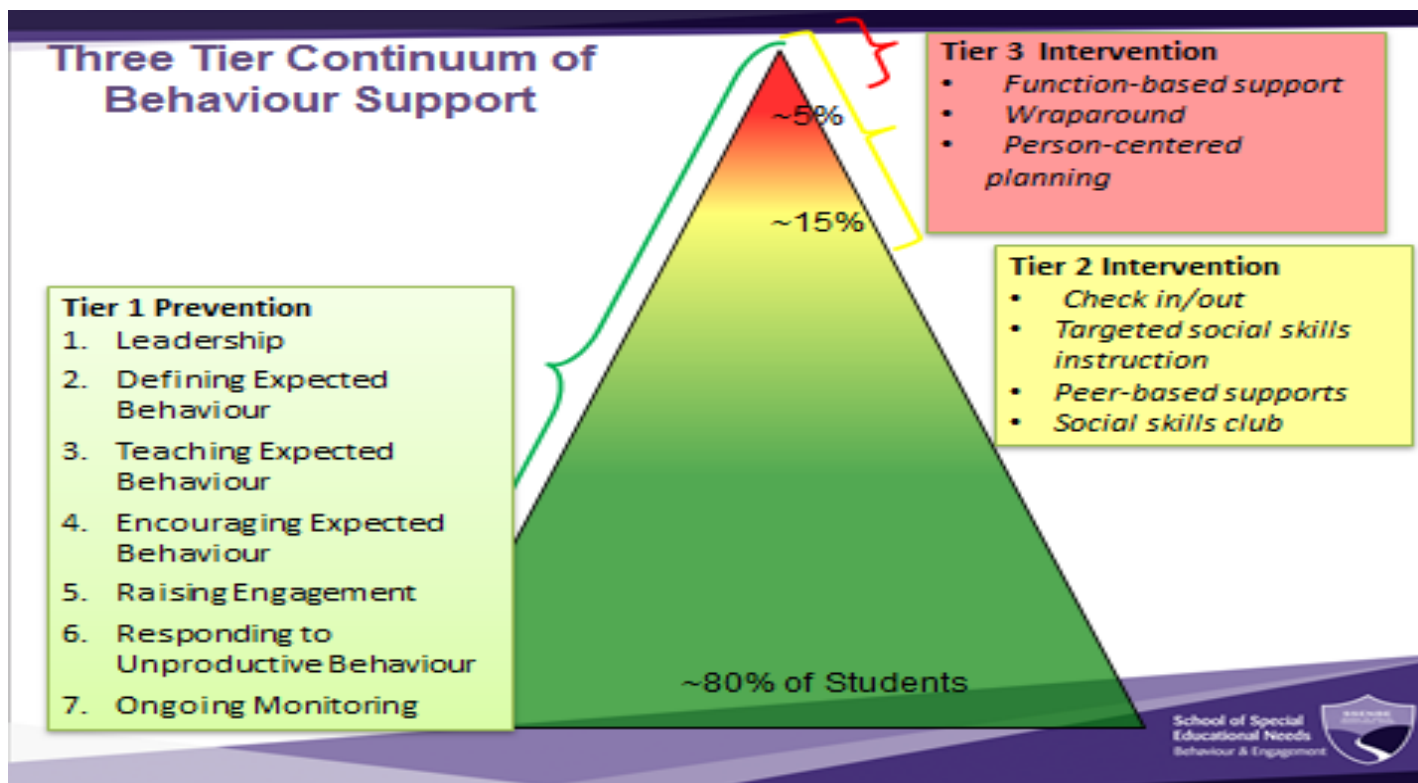 Three Tier Continuum of
Behaviour Support
Tier 3 Intervention
• Function-based support
• Wraparound
• Person-centered
planning
~5%
~15%
Tier 2 Intervention
• Check in/out
• Targeted social skills
instruction
• Peer-based supports
• Social skills club
Tier 1 Prevention
1. Leadership
2. Defining Expected
Behaviour
3. Teaching Expected
Behaviour
4. Encouraging Expected
Behaviour
5. Raising Engagement
6. Responding to
Unproductive Behaviour
7. Ongoing Monitoring
~80% of Students
School of Special
Educational Needs
Behaviour & Engagement